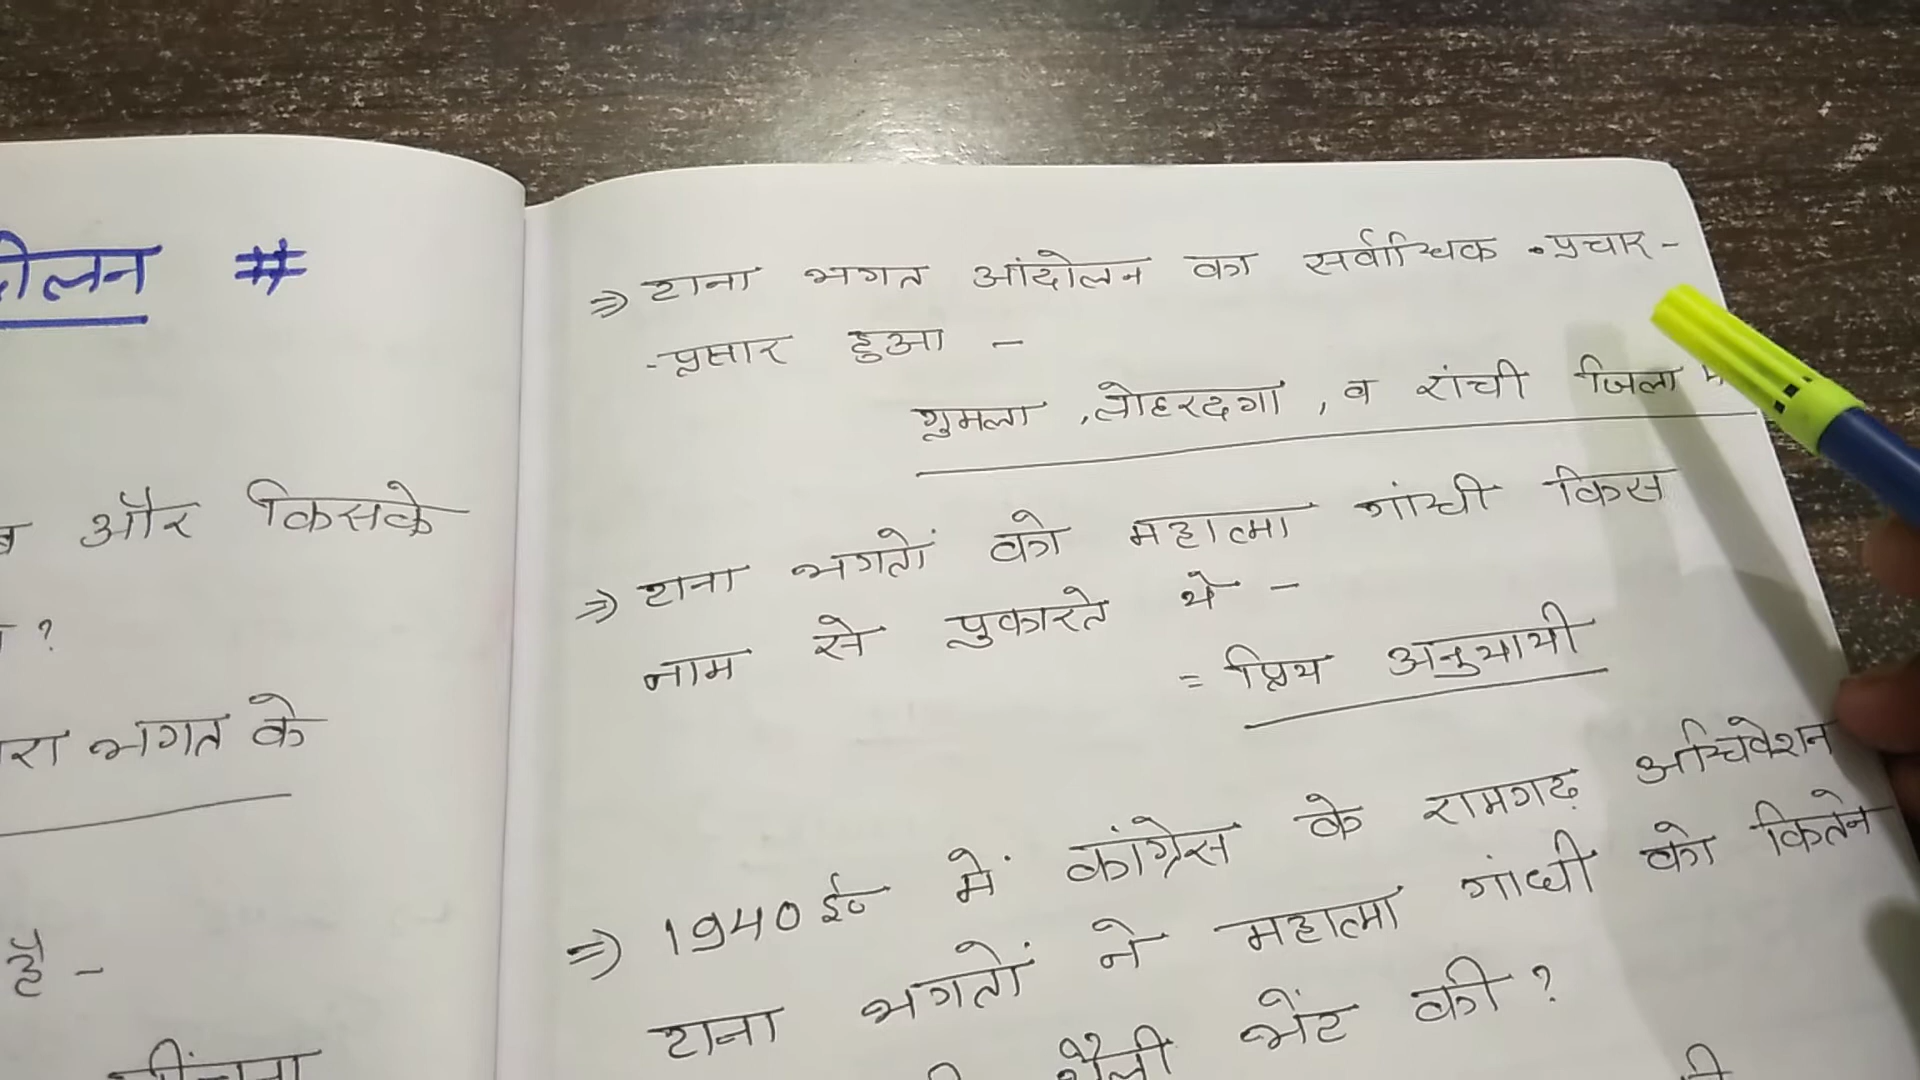 #
और किसके
?
भगत के
है -
⇒ टाना भगत आंदोलन का सर्वाधिक प्रचार-
-प्रसार हुआ -
गुमला, लोहरदगा, व रांची जिला
⇒ टाना भगतों को महात्मा गांधी किस
नाम से पुकारते थे -
= प्रिय अनुयायी
⇒ 1940 ई० में कांग्रेस के रामगढ़ अधिवेशन
टाना भगतों ने महात्मा गांधी को कितने
थैली भेंट की ?